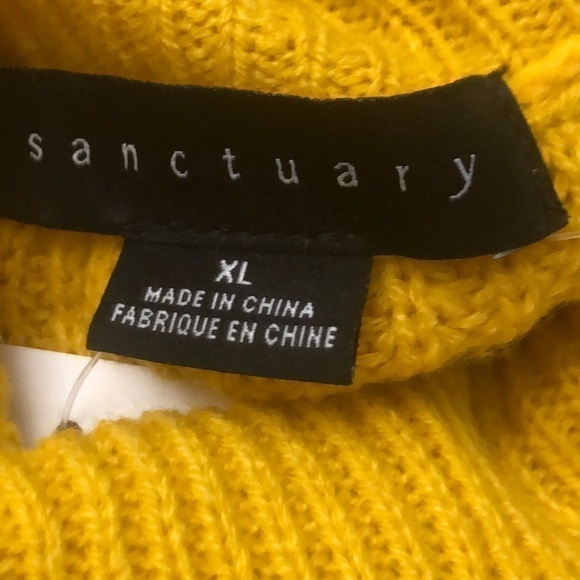 sanctuary
XL
MADE IN CHINA
FABRIQUE EN CHINE